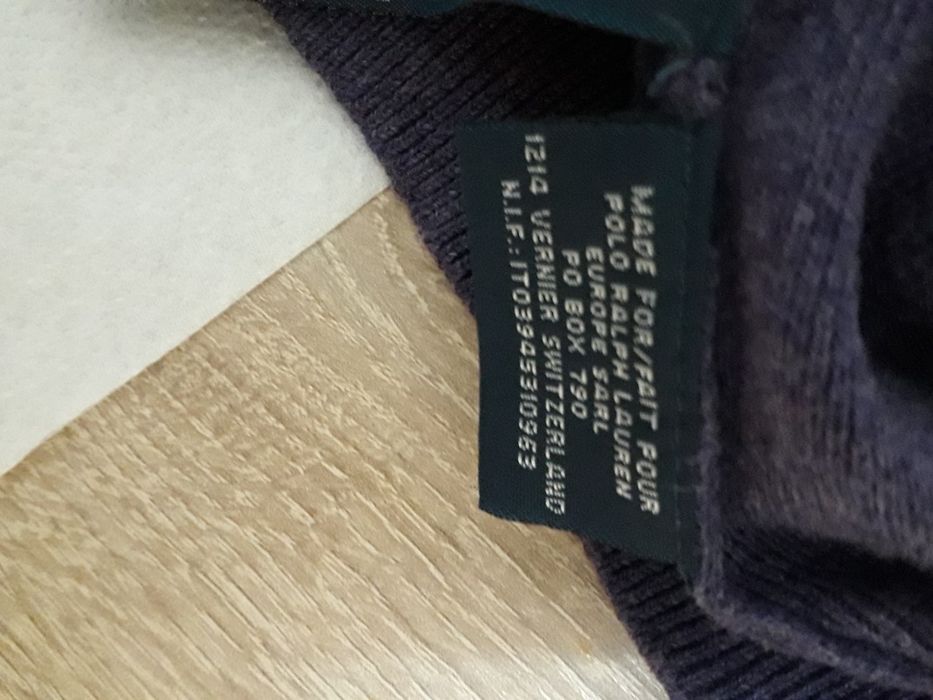 MADE FOR/FAIT POUR
POLO RALPH LAUREN
EUROPE SARL
PO BOX 790
1214 VERNIER SWITZERLAND
N.I.F.: IT03945310963